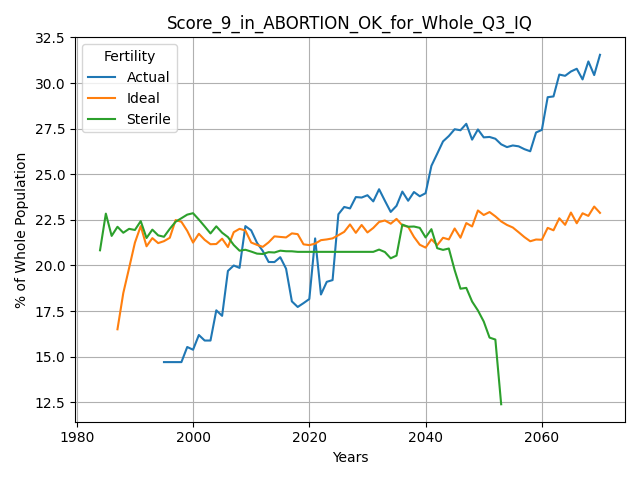 Score_9_in_ABORTION_OK_for_Whole_Q3_IQ
Fertility
Actual
Ideal
Sterile
% of Whole Population
32.5
30.0
27.5
25.0
22.5
20.0
17.5
15.0
12.5
1980
2000
2020
2040
2060
Years